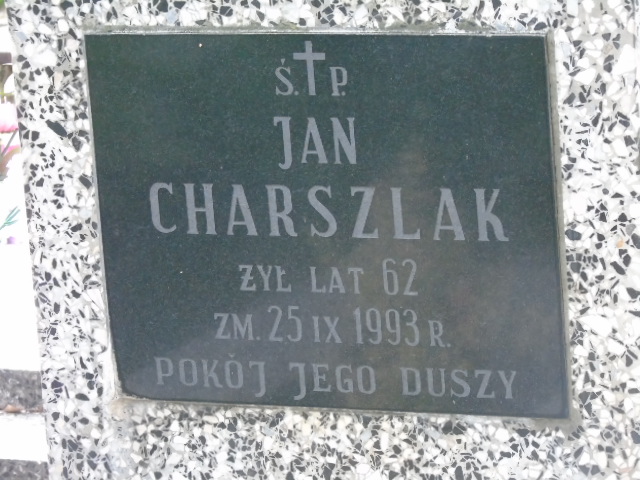 Ś.†P.
JAN
CHARSZLAK
ŻYŁ LAT 62
ZM. 25 IX 1993 R.
POKÓJ JEGO DUSZY